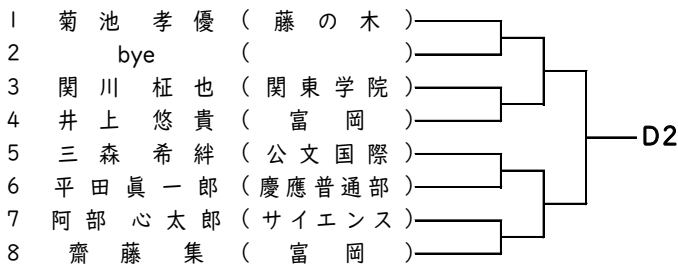 1 菊池 孝優 (藤の木)
2 bye (
3 関川 柾也 (関東学院)
4 井上 悠貴 (富岡)
5 三森 希絆 (公文国際)
6 平田眞一郎 (慶應普通部)
7 阿部 心太郎 (サイエンス)
8 齋藤 集 (富岡)
D2